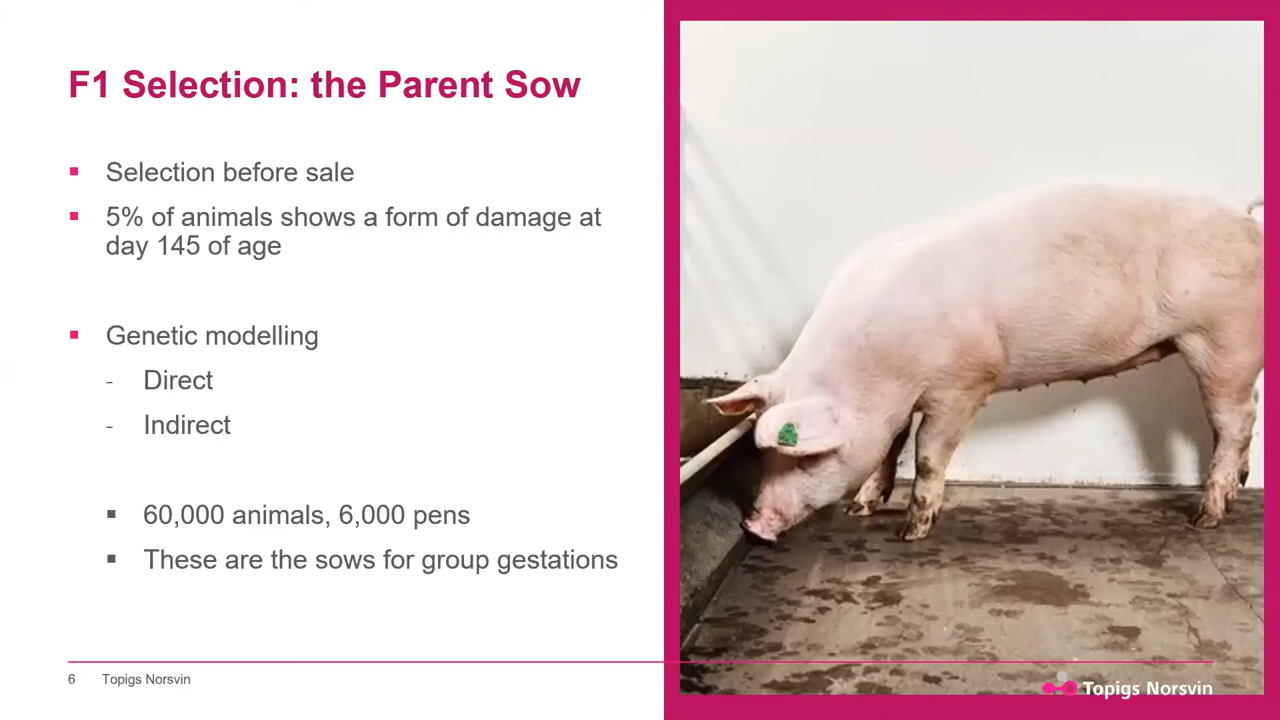 F1 Selection: the Parent Sow
▪ Selection before sale
▪ 5% of animals shows a form of damage at
day 145 of age
▪ Genetic modelling
- Direct
- Indirect
▪ 60,000 animals, 6,000 pens
▪ These are the sows for group gestations
6 Topigs Norsvin
Topigs Norsvin